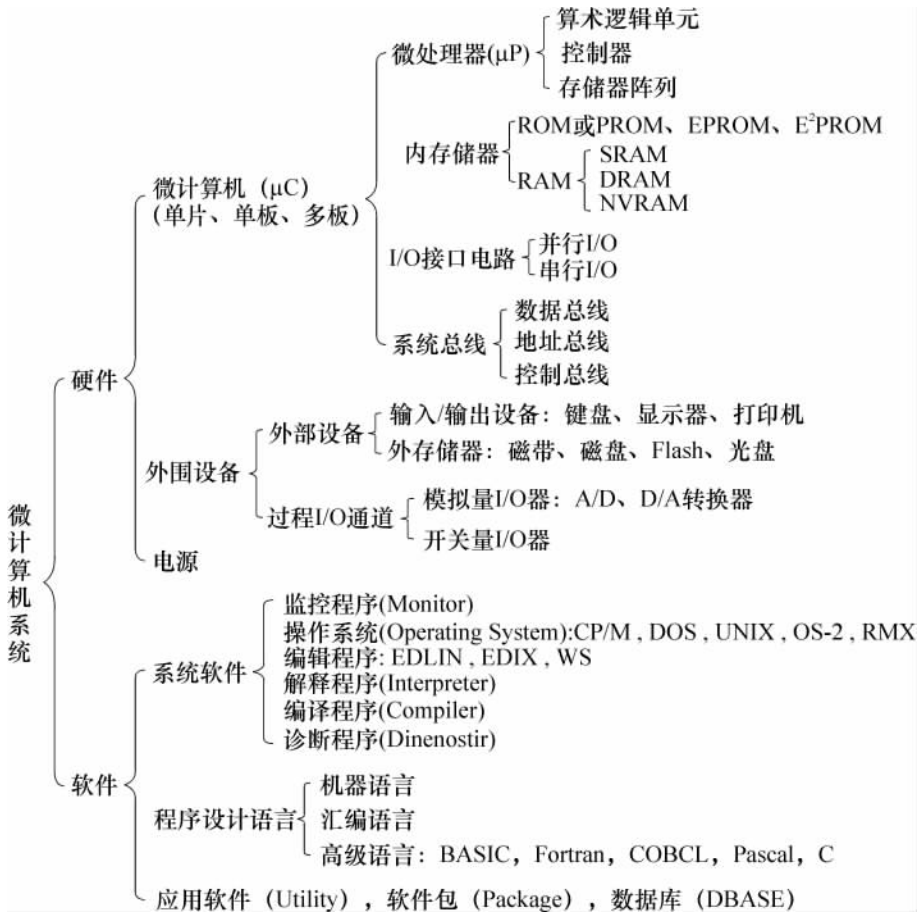 算术逻辑单元
微处理器(μP)
控制器
存储器阵列
ROM或PROM、EPROM、E²PROM
内存储器
SRAM
RAM
DRAM
NVRAM
微计算机（μC）
(单片、单板、多板)
I/O接口电路
并行I/O
串行I/O
数据总线
系统总线
地址总线
控制总线
硬件
输入/输出设备：键盘、显示器、打印机
外部设备
外存储器：磁带、磁盘、Flash、光盘
外围设备
模拟量I/O器：A/D、D/A转换器
过程I/O通道
开关量I/O器
电源
微计算机系统
监控程序(Monitor)
操作系统(Operating System):CP/M , DOS , UNIX , OS-2 , RMX
编辑程序: EDLIN , EDIX , WS
系统软件
解释程序(Interpreter)
编译程序(Compiler)
诊断程序(Dinenostir)
软件
机器语言
程序设计语言
汇编语言
高级语言：BASIC，Fortran，COBCL，Pascal，C
应用软件（Utility），软件包（Package），数据库（DBASE）